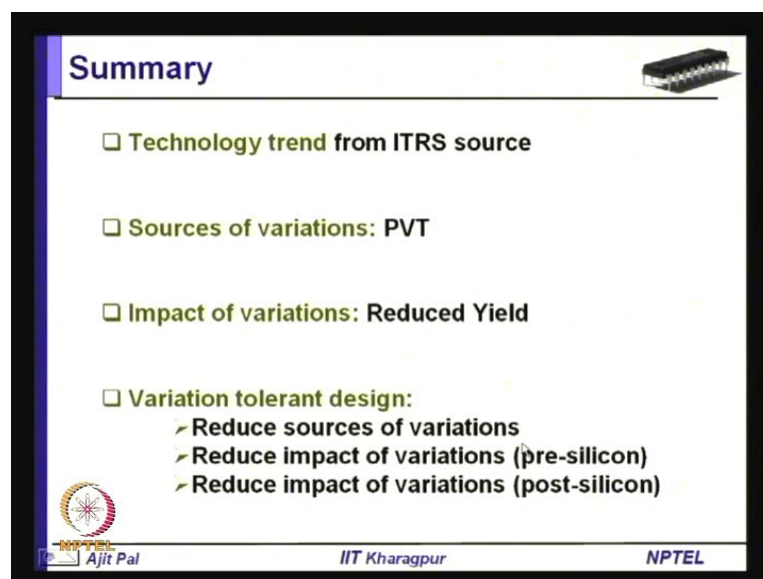 Summary
Technology trend from ITRS source
Sources of variations: PVT
Impact of variations: Reduced Yield
Variation tolerant design:
Reduce sources of variations
Reduce impact of variations (pre-silicon)
Reduce impact of variations (post-silicon)
NPTEL
Ajit Pal IIT Kharagpur NPTEL